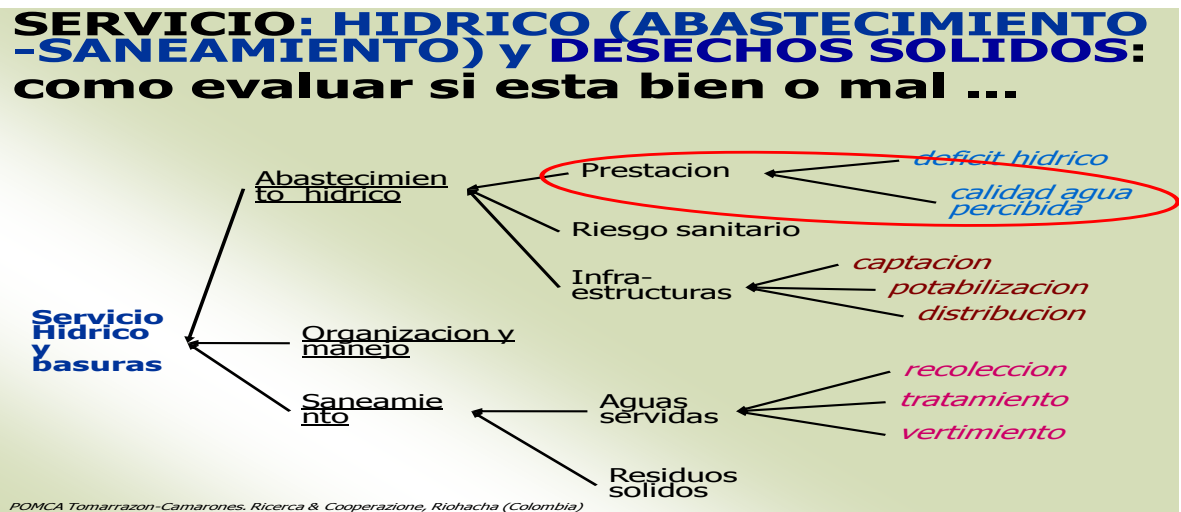 SERVICIO: HIDRICO (ABASTECIMIENTO
-SANEAMIENTO) y DESECHOS SOLIDOS:
como evaluar si esta bien o mal ...
deficit hidrico
Prestacion
Abastecimien
to hidrico
calidad agua
percibida
Riesgo sanitario
captacion
Infra-
estructuras
potabilizacion
distribucion
Servicio
Hidrico
y
basuras
Organizacion y
manejo
recoleccion
Saneamie
nto
Aguas
servidas
tratamiento
vertimiento
Residuos
solidos
POMCA Tomarrazon-Camarones. Ricerca & Cooperazione, Riohacha (Colombia)